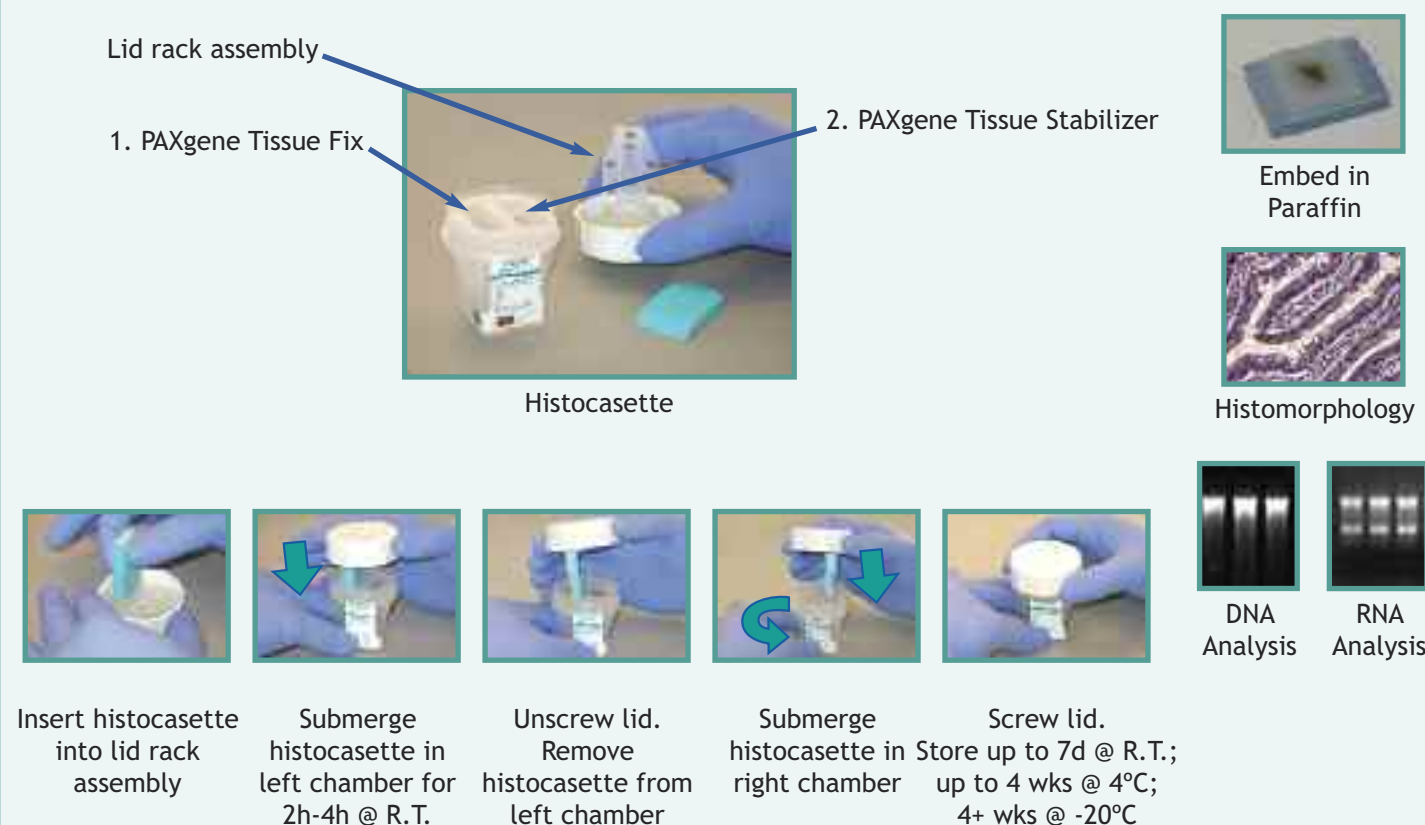 Lid rack assembly
1. PAXgene Tissue Fix
2. PAXgene Tissue Stabilizer
Histocasette
Embed in
Paraffin
Histomorphology
DNA
Analysis
RNA
Analysis
Insert histocasette
into lid rack
assembly
Submerge
histocasette in
left chamber for
2h-4h @ R.T.
Unscrew lid.
Remove
histocasette from
left chamber
Submerge
histocasette in
right chamber
Screw lid.
Store up to 7d @ R.T.;
up to 4 wks @ 4ºC;
4+ wks @ -20ºC